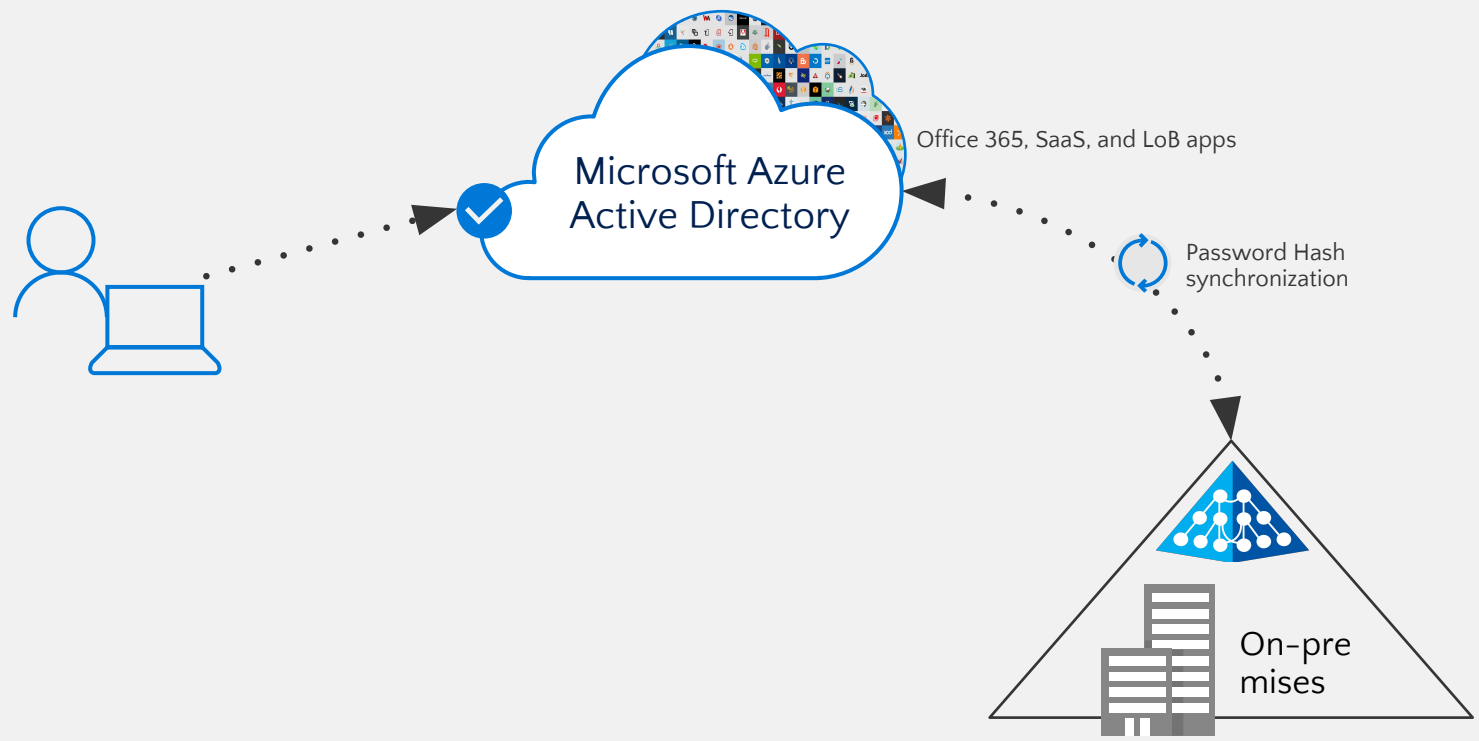 Office 365, SaaS, and LoB apps
Microsoft Azure
Active Directory
Password Hash
synchronization
On-pre
mises